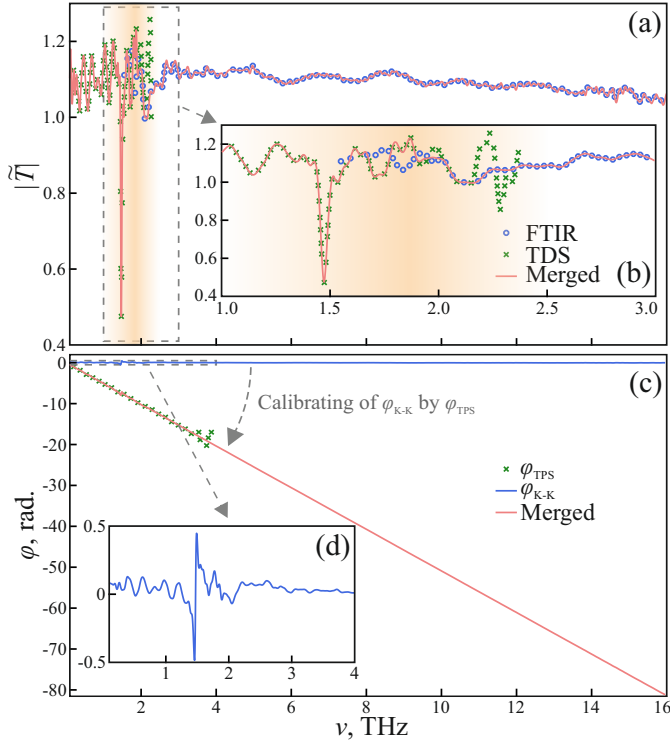 (a)
1.2
1.0
0.8
0.6
0.4
|T̃|
1.2
1.0
0.8
0.6
0.4
FTIR
TDS
Merged
(b)
1.0 1.5 2.0 2.5 3.0
0
-10
-20
-30
-40
-50
-60
-70
-80
φ, rad.
(c)
Calibrating of φK-K by φTPS
φTPS
φK-K
Merged
0.5
0
-0.5
(d)
1 2 3 4
2 4 6 8 10 12 14 16
ν, THz